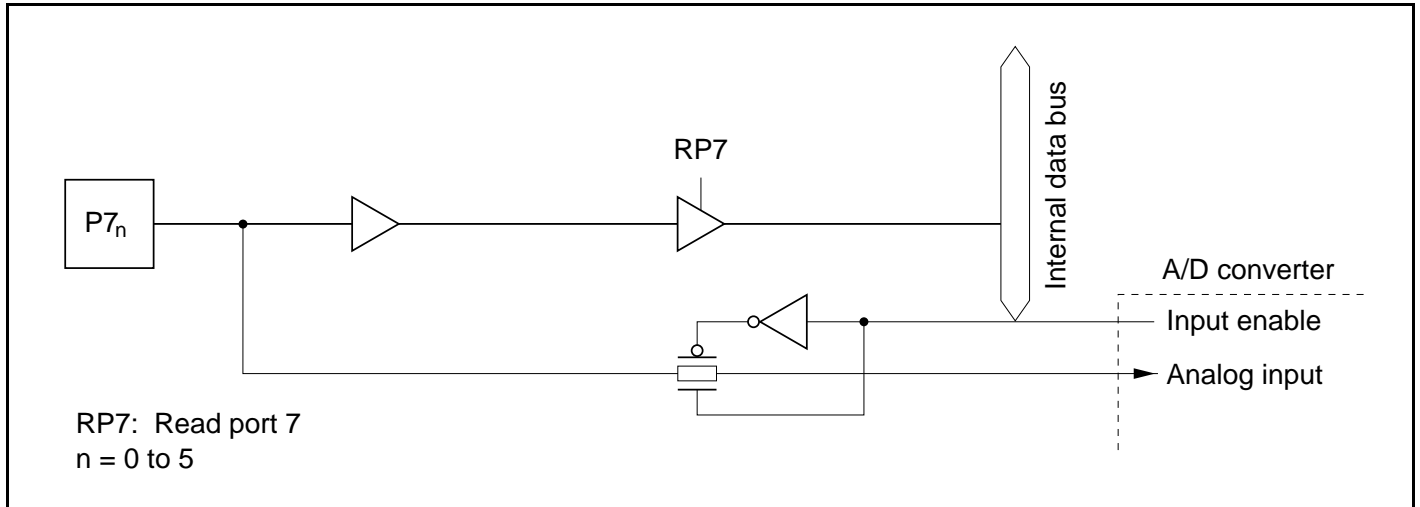 RP7
P7n
Internal data bus
A/D converter
Input enable
Analog input
RP7: Read port 7
n = 0 to 5